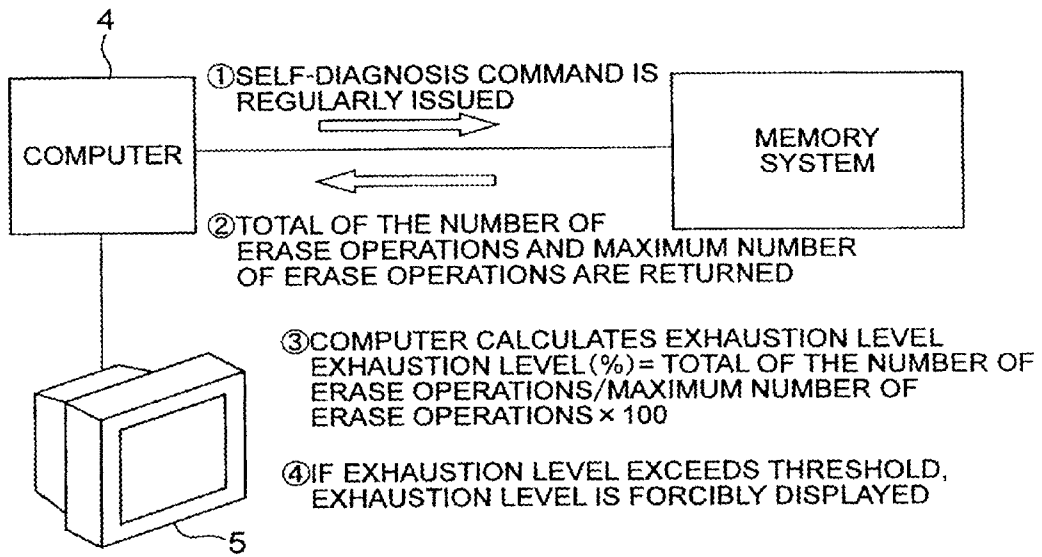 4
①SELF-DIAGNOSIS COMMAND IS
REGULARLY ISSUED
COMPUTER
MEMORY
SYSTEM
②TOTAL OF THE NUMBER OF
ERASE OPERATIONS AND MAXIMUM NUMBER
OF ERASE OPERATIONS ARE RETURNED
③COMPUTER CALCULATES EXHAUSTION LEVEL
EXHAUSTION LEVEL(%)= TOTAL OF THE NUMBER OF
ERASE OPERATIONS/MAXIMUM NUMBER OF
ERASE OPERATIONS × 100
④IF EXHAUSTION LEVEL EXCEEDS THRESHOLD,
EXHAUSTION LEVEL IS FORCIBLY DISPLAYED
5